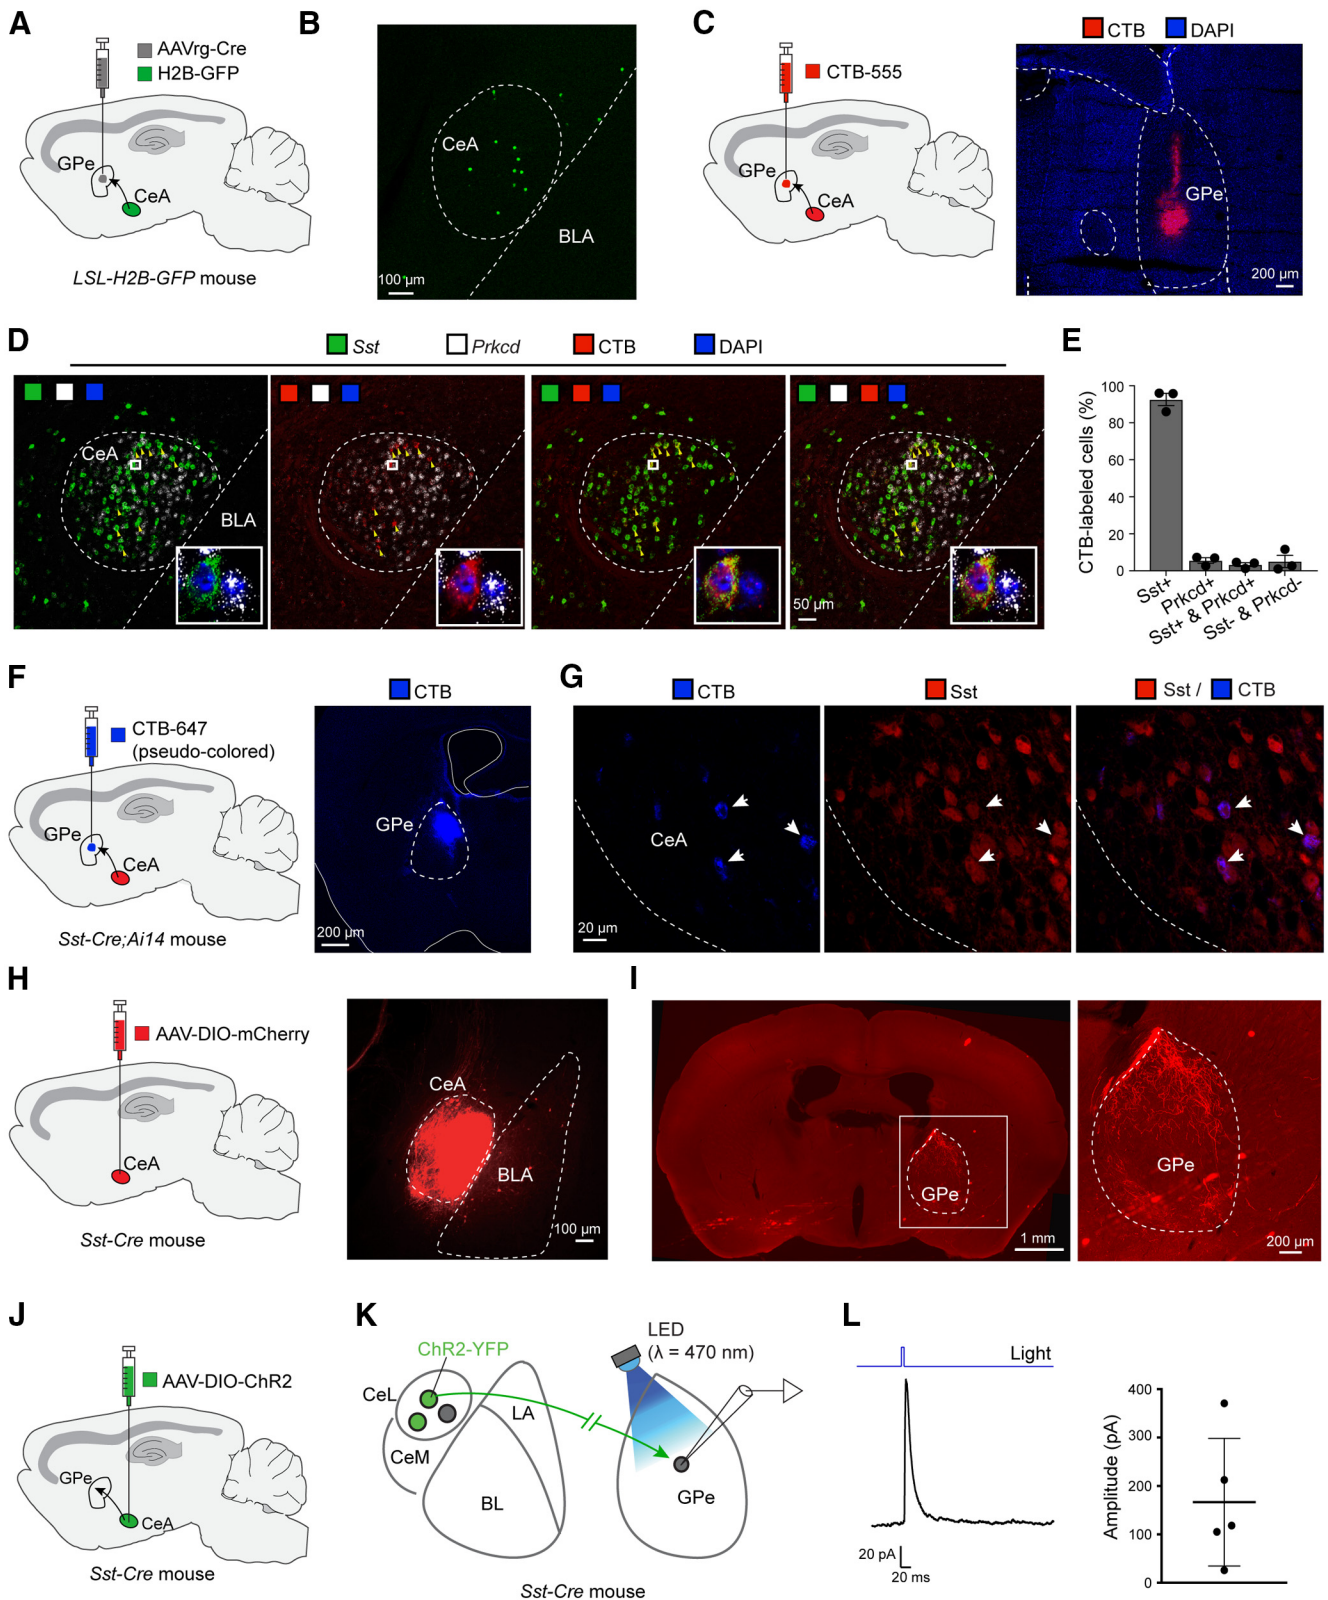 A
AAVrg-Cre
H2B-GFP
GPe
CeA
LSL-H2B-GFP mouse
B
CeA
BLA
100 µm
C
CTB-555
GPe
CeA
CTB DAPI
GPe
200 µm
D
Sst Prkcd CTB DAPI
CeA
BLA
50 µm
E
CTB-labeled cells (%)
100
80
60
40
20
0
Sst+
Prkcd+
Sst+ & Prkcd+
Sst- & Prkcd-
F
CTB-647
(pseudo-colored)
GPe
CeA
Sst-Cre;Ai14 mouse
CTB
GPe
200 µm
G
CTB
Sst
Sst / CTB
CeA
20 µm
H
AAV-DIO-mCherry
CeA
Sst-Cre mouse
CeA
BLA
100 µm
I
GPe
1 mm
GPe
200 µm
J
AAV-DIO-ChR2
GPe
CeA
Sst-Cre mouse
K
ChR2-YFP
LED
(λ = 470 nm)
CeL
LA
CeM
BL
GPe
Sst-Cre mouse
L
Light
20 pA
20 ms
Amplitude (pA)
400
300
200
100
0